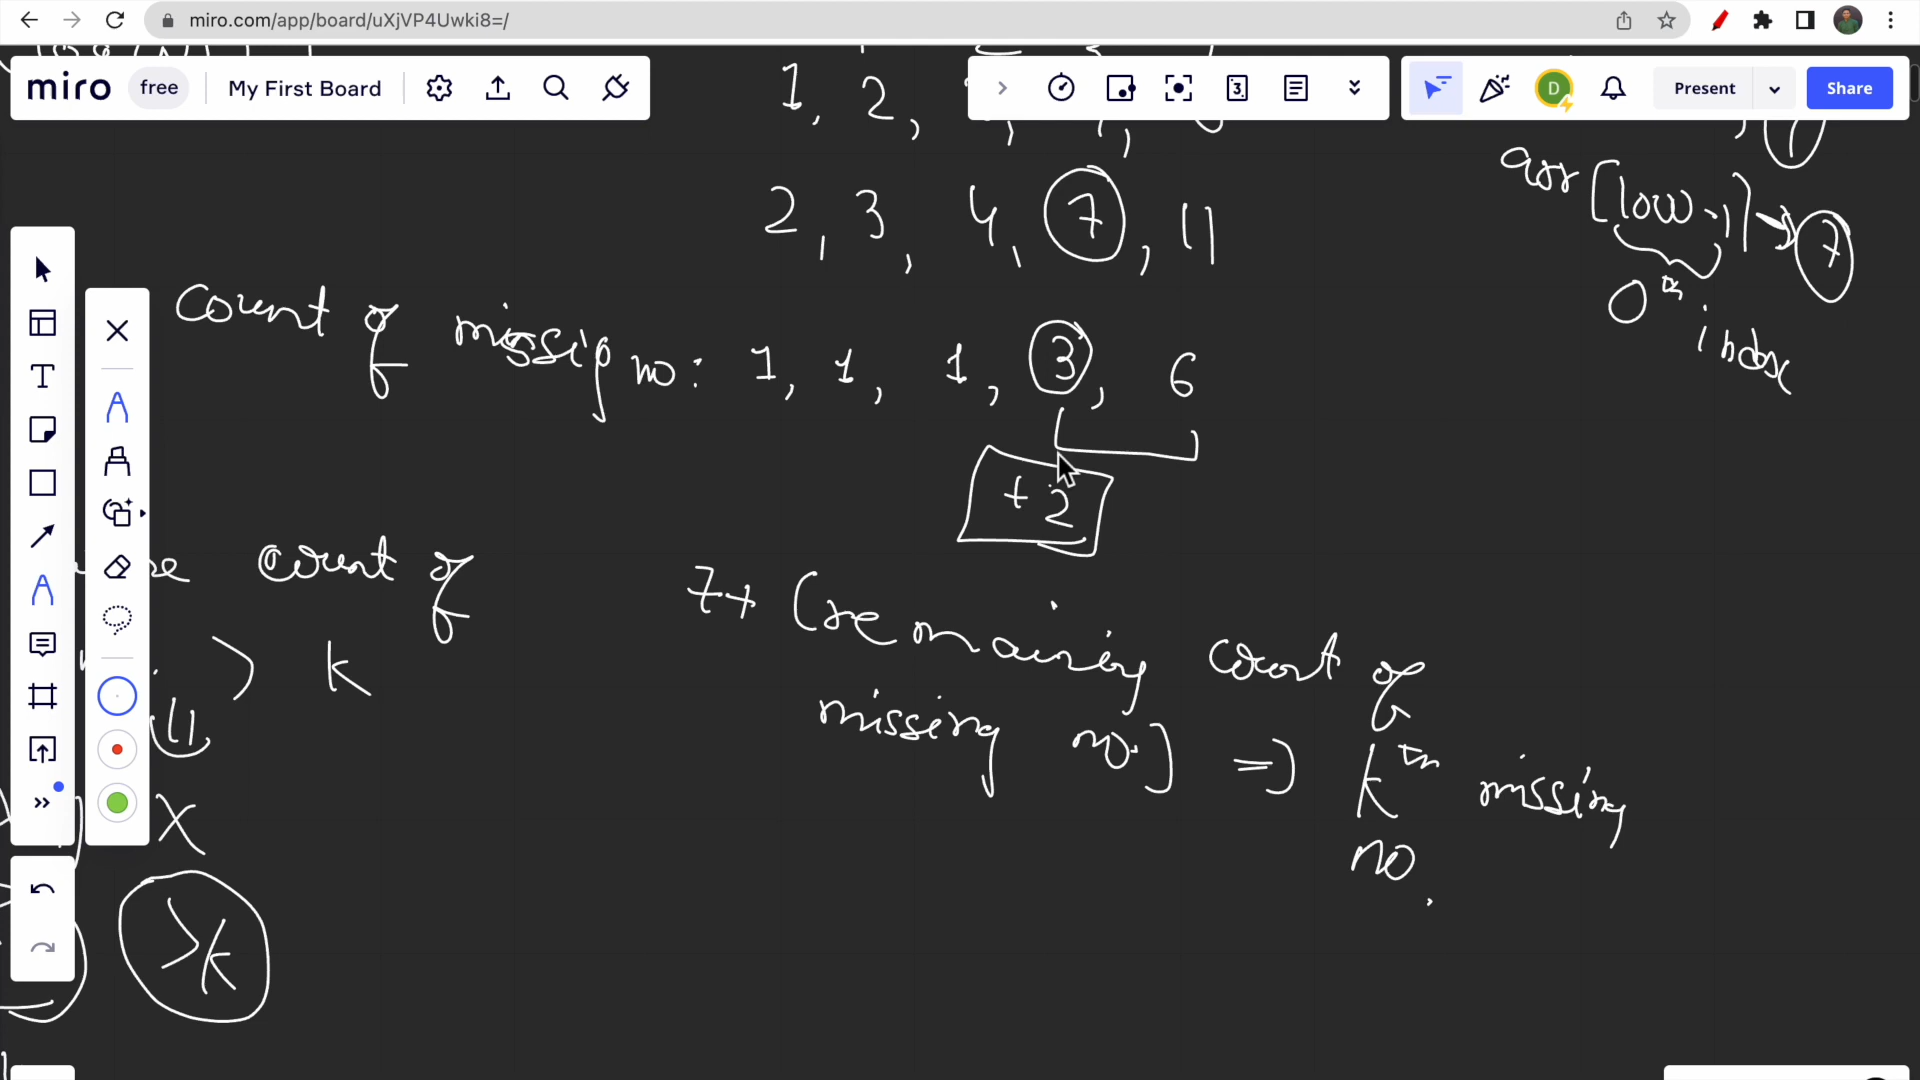 miro.com/app/board/uXjVP4Uwki8=/
miro free My First Board
Present Share
1, 2,
2, 3, 4, 7, 11
arr [low-1] → 7
0th index
count of missing no: 1, 1, 1, 3, 6
+ 2
count of
> k
7+ (remaining count of
missing no.) => kth missing
no.
11,
X
>k